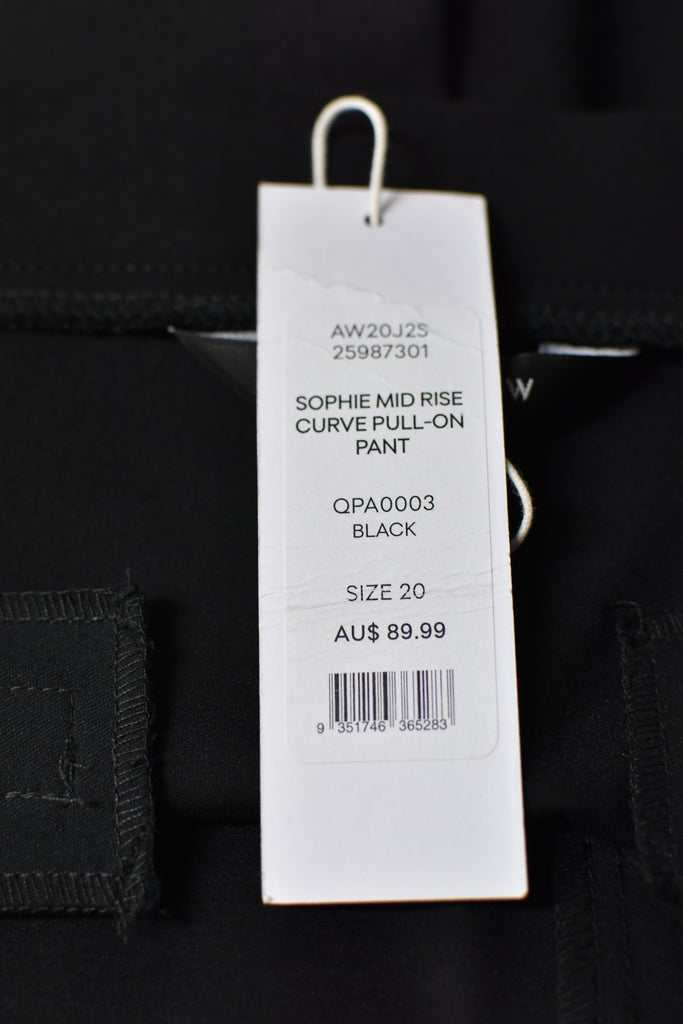 AW20J2S
25987301
SOPHIE MID RISE
CURVE PULL-ON
PANT
QPA0003
BLACK
SIZE 20
AU$ 89.99
9 351746 365283
W